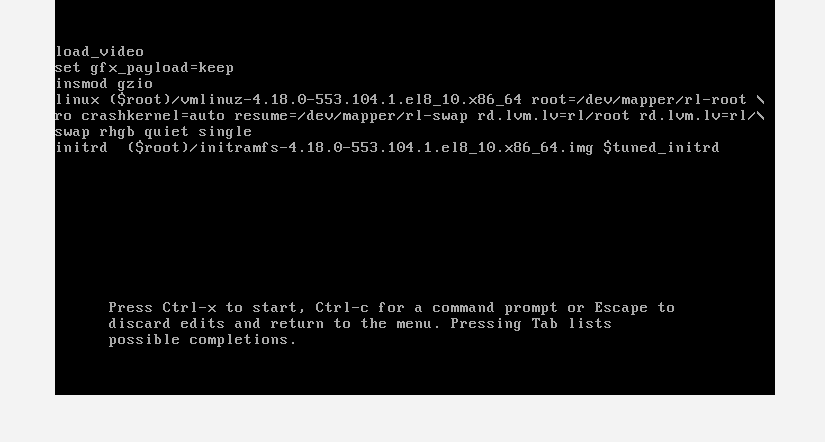 load_video
set gfx_payload=keep
insmod gzio
linux ($root)/vmlinuz-4.18.0-553.104.1.el8_10.x86_64 root=/dev/mapper/rl-root \
ro crashkernel=auto resume=/dev/mapper/rl-swap rd.lvm.lv=rl/root rd.lvm.lv=rl/\
swap rhgb quiet single
initrd  ($root)/initramfs-4.18.0-553.104.1.el8_10.x86_64.img $tuned_initrd
Press Ctrl-x to start, Ctrl-c for a command prompt or Escape to
discard edits and return to the menu. Pressing Tab lists
possible completions.